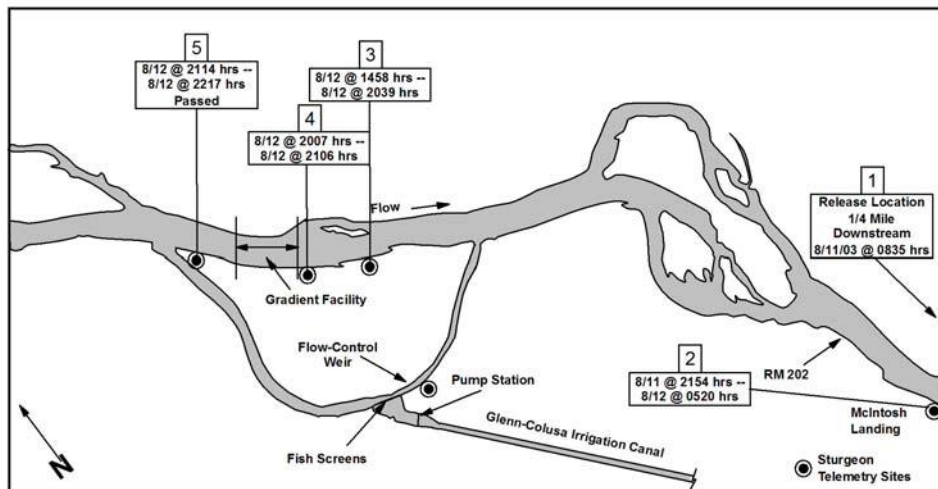 5
8/12 @ 2114 hrs --
8/12 @ 2217 hrs
Passed
3
8/12 @ 1458 hrs --
8/12 @ 2039 hrs
4
8/12 @ 2007 hrs --
8/12 @ 2106 hrs
Flow
1
Release Location
1/4 Mile
Downstream
8/11/03 @ 0835 hrs
Gradient Facility
Flow-Control
Weir
Pump Station
2
8/11 @ 2154 hrs --
8/12 @ 0520 hrs
RM 202
McIntosh
Landing
Glenn-Colusa Irrigation Canal
Fish Screens
N
Sturgeon
Telemetry Sites